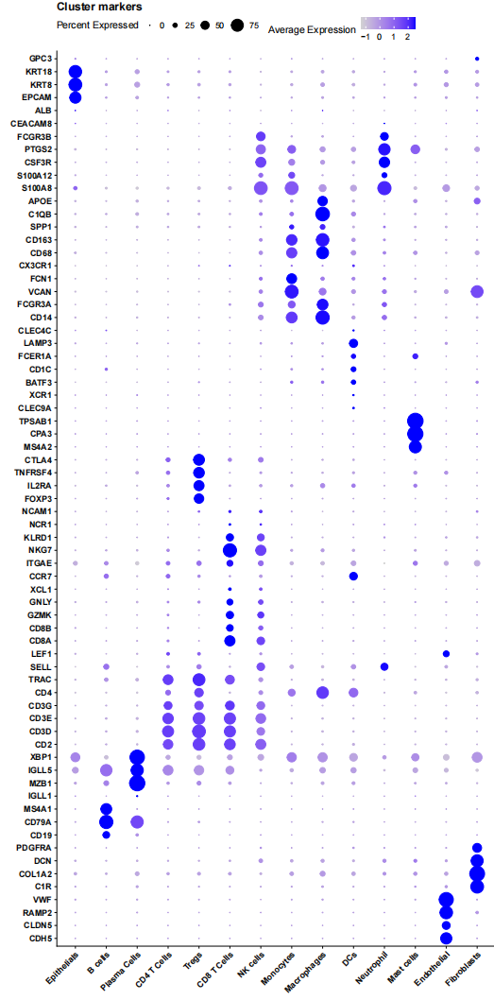 Cluster markers
Percent Expressed 0 25 50 75 Average Expression −1 0 1 2
GPC3
KRT18
KRT8
EPCAM
ALB
CEACAM8
FCGR3B
PTGS2
CSF3R
S100A12
S100A8
APOE
C1QB
SPP1
CD163
CD68
CX3CR1
FCN1
VCAN
FCGR3A
CD14
CLEC4C
LAMP3
FCER1A
CD1C
BATF3
XCR1
CLEC9A
TPSAB1
CPA3
MS4A2
CTLA4
TNFRSF4
IL2RA
FOXP3
NCAM1
NCR1
KLRD1
NKG7
ITGAE
CCR7
XCL1
GNLY
GZMK
CD8B
CD8A
LEF1
SELL
TRAC
CD4
CD3G
CD3E
CD3D
CD2
XBP1
IGLL5
MZB1
IGLL1
MS4A1
CD79A
CD19
PDGFRA
DCN
COL1A2
C1R
VWF
RAMP2
CLDN5
CDH5
Epithelials B cells Plasma Cells CD4 T Cells Tregs CD8 T Cells NK Cells Monocytes Macrophages DCs Neutrophil Mast cells Endothelial Fibroblasts